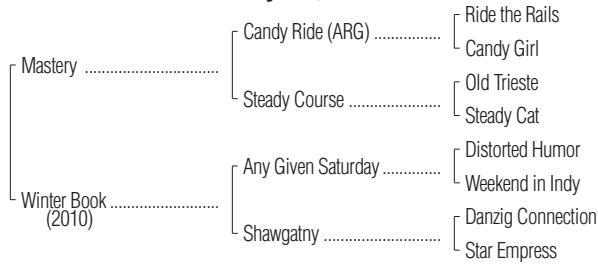 Ride the Rails
Candy Ride (ARG) ................
Candy Girl
Mastery ................................
Old Trieste
Steady Course ......................
Steady Cat
Distorted Humor
Any Given Saturday ..............
Weekend in Indy
Winter Book ..........................
(2010)
Danzig Connection
Shawgatny ............................
Star Empress